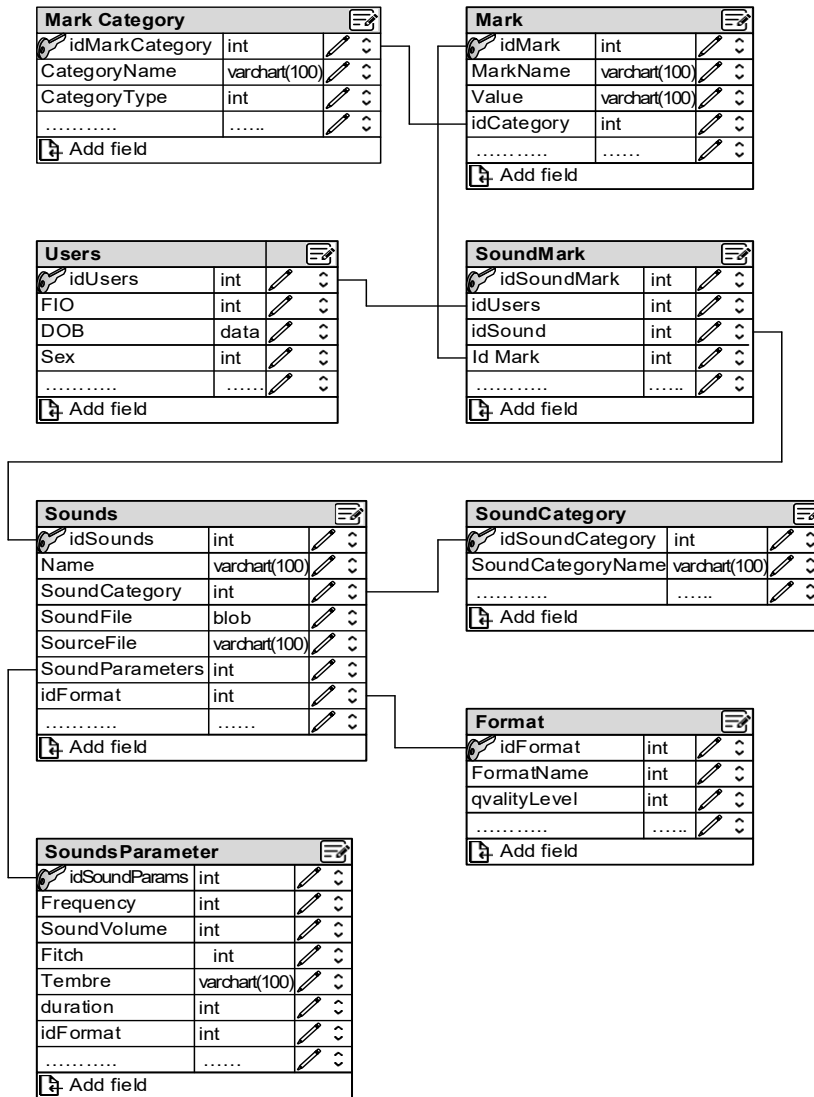 Mark Category
idMarkCategory int
CategoryName varchart(100)
CategoryType int
……….. ……
Add field
Mark
idMark int
MarkName varchart(100)
Value varchart(100)
idCategory int
……….. ……
Add field
Users
idUsers int
FIO int
DOB data
Sex int
……….. ……
Add field
SoundMark
idSoundMark int
idUsers int
idSound int
Id Mark int
……….. ……
Add field
Sounds
idSounds int
Name varchart(100)
SoundCategory int
SoundFile blob
SourceFile varchart(100)
SoundParameters int
idFormat int
……….. ……
Add field
SoundCategory
idSoundCategory int
SoundCategoryName varchart(100)
……….. ……
Add field
Format
idFormat int
FormatName int
qvalityLevel int
……….. ……
Add field
SoundsParameter
idSoundParams int
Frequency int
SoundVolume int
Fitch int
Tembre varchart(100)
duration int
idFormat int
……….. ……
Add field